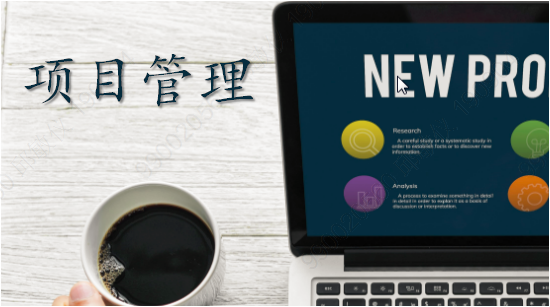 项目管理
NEW PRO
Research
A careful study or a systematic study in
order to establish facts or to discover new
information.
Analysis
A process to examine something in detail
in detail in order to explain it as a basis of
discussion or interpretation.